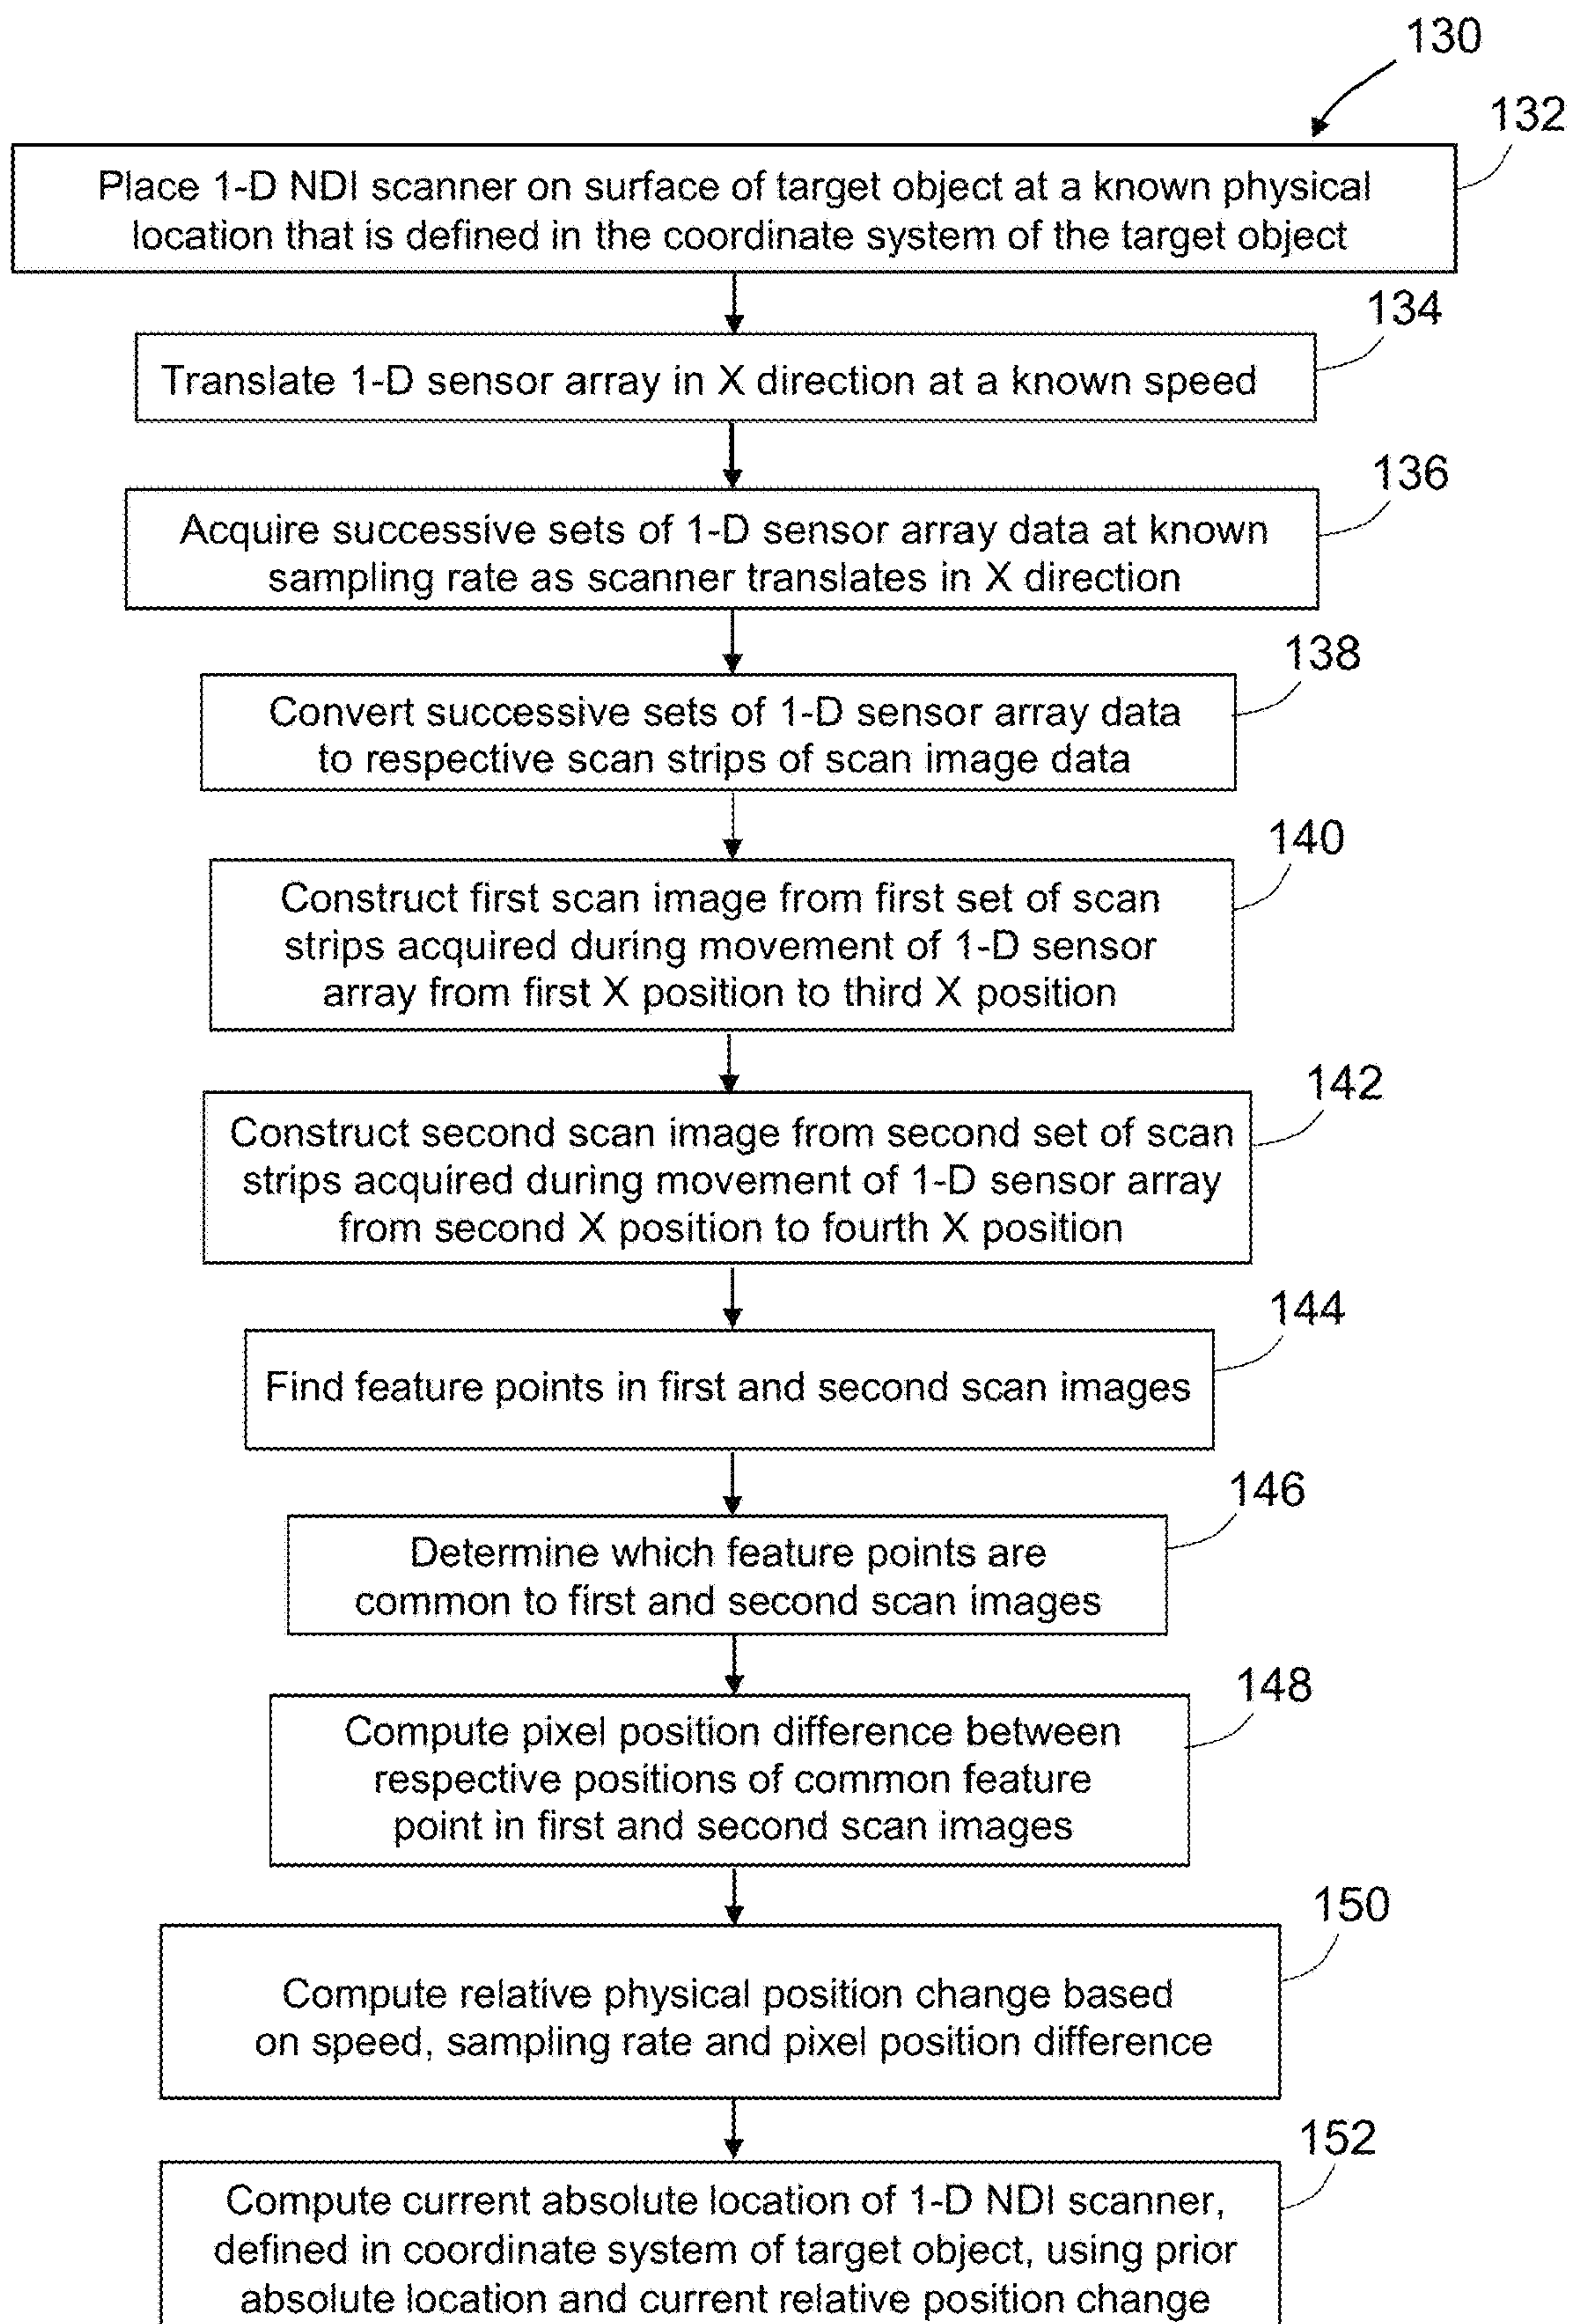 130
132
Place 1-D NDI scanner on surface of target object at a known physical
location that is defined in the coordinate system of the target object
134
Translate 1-D sensor array in X direction at a known speed
136
Acquire successive sets of 1-D sensor array data at known
sampling rate as scanner translates in X direction
138
Convert successive sets of 1-D sensor array data
to respective scan strips of scan image data
140
Construct first scan image from first set of scan
strips acquired during movement of 1-D sensor
array from first X position to third X position
142
Construct second scan image from second set of scan
strips acquired during movement of 1-D sensor array
from second X position to fourth X position
144
Find feature points in first and second scan images
146
Determine which feature points are
common to first and second scan images
148
Compute pixel position difference between
respective positions of common feature
point in first and second scan images
150
Compute relative physical position change based
on speed, sampling rate and pixel position difference
152
Compute current absolute location of 1-D NDI scanner,
defined in coordinate system of target object, using prior
absolute location and current relative position change